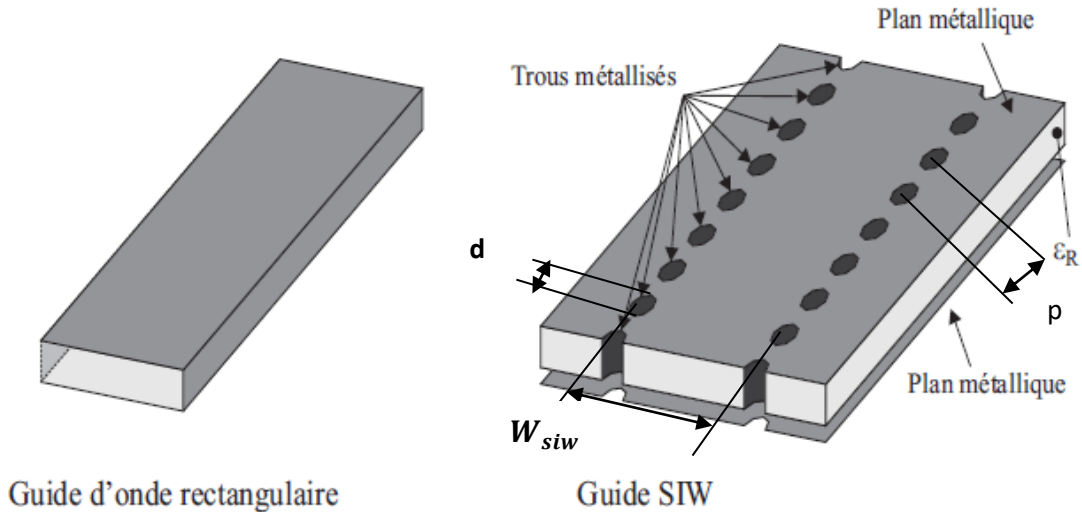 Plan métallique
Trous métallisés
d
εR
p
Plan métallique
Wsiw
Guide d'onde rectangulaire
Guide SIW